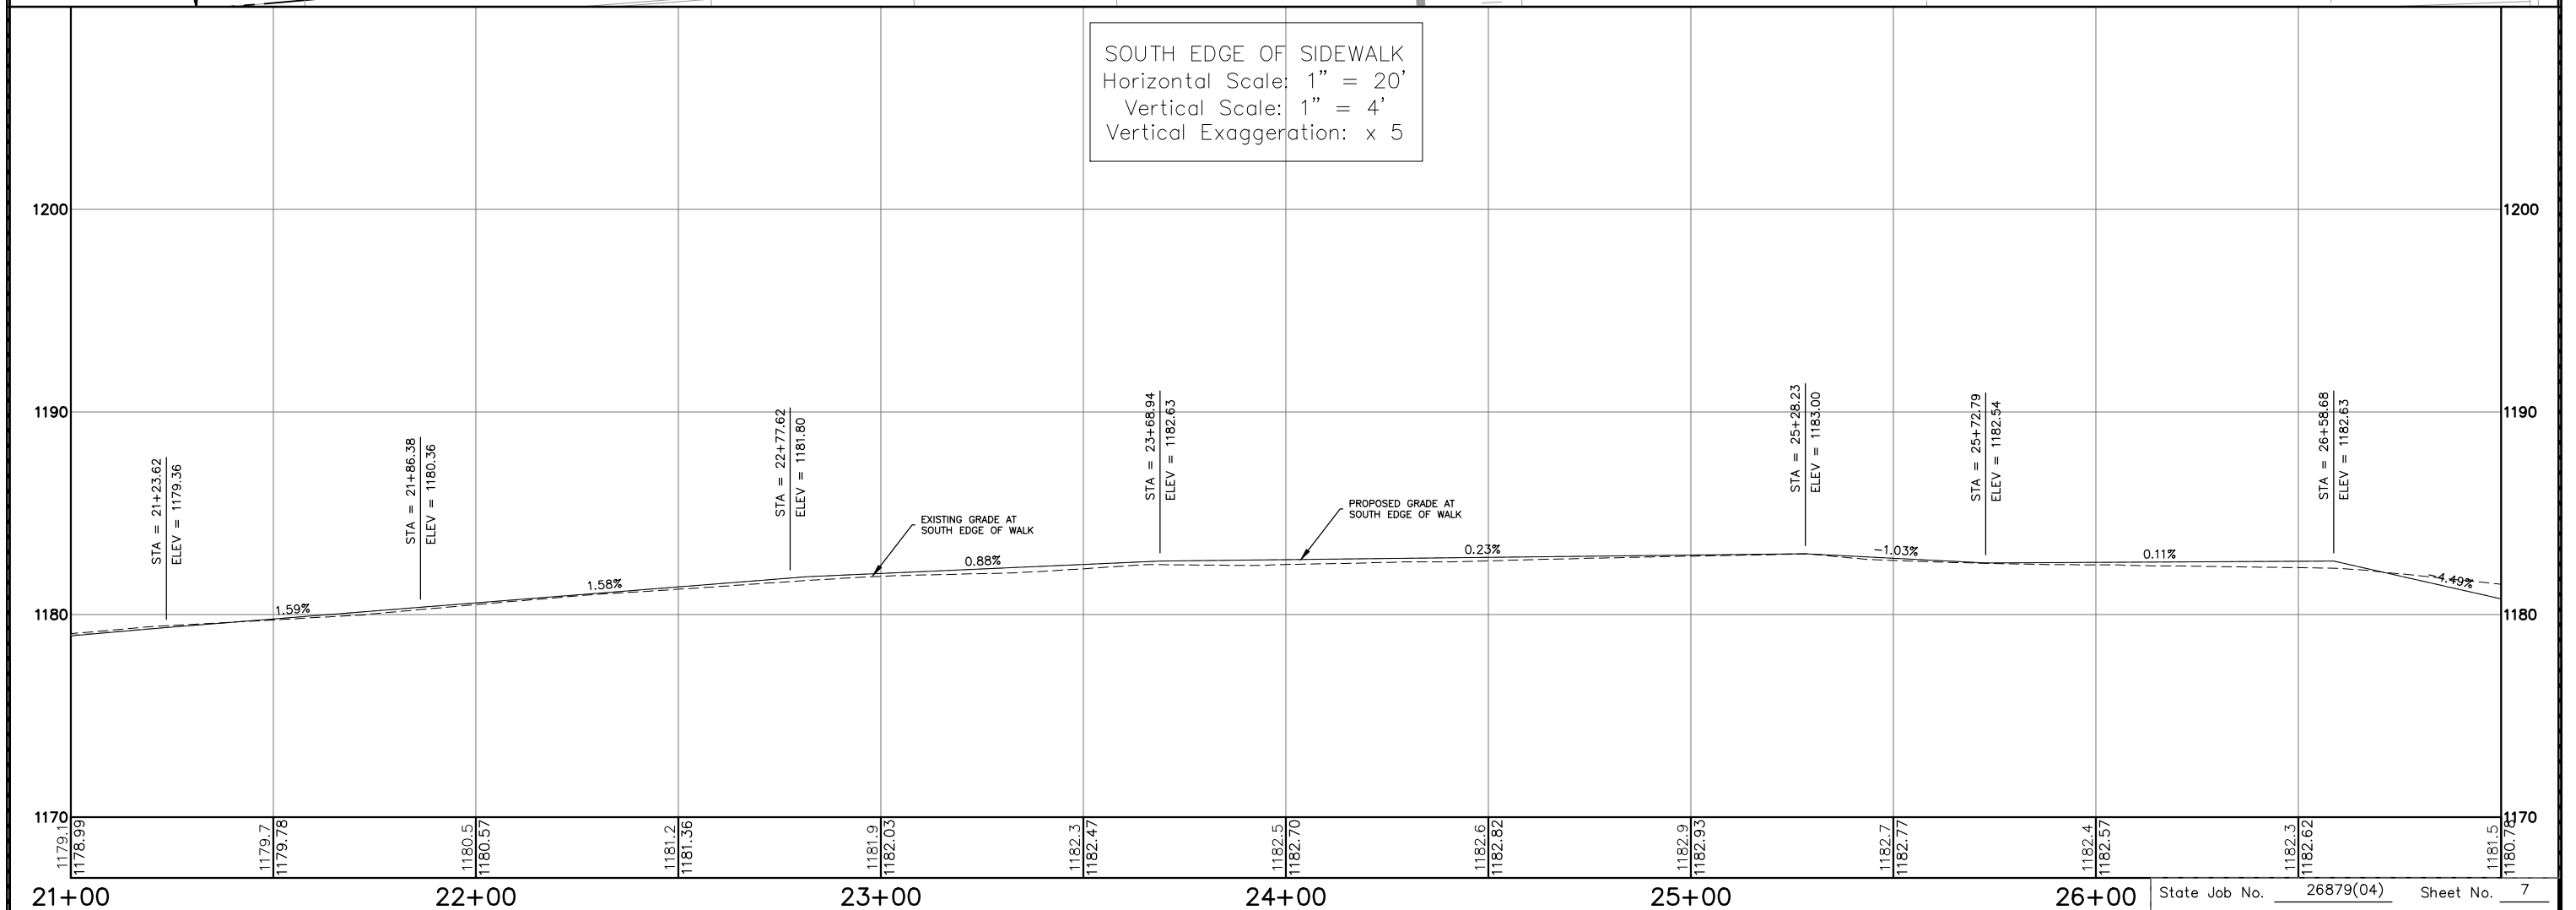 SOUTH EDGE OF SIDEWALK
Horizontal Scale: 1" = 20'
Vertical Scale: 1" = 4'
Vertical Exaggeration: x 5
1200
1200
1190
1190
STA = 21+23.62
ELEV = 1179.36
STA = 21+86.38
ELEV = 1180.36
STA = 22+77.62
ELEV = 1181.80
STA = 23+68.94
ELEV = 1182.63
STA = 25+28.23
ELEV = 1183.00
STA = 25+72.79
ELEV = 1182.54
STA = 26+58.68
ELEV = 1182.63
EXISTING GRADE AT
SOUTH EDGE OF WALK
PROPOSED GRADE AT
SOUTH EDGE OF WALK
1.59%
1.58%
0.88%
0.23%
-1.03%
0.11%
-4.49%
1180
1180
1170
1170
1179.1
1178.99
1179.7
1179.78
1180.5
1180.57
1181.2
1181.36
1181.9
1182.03
1182.3
1182.47
1182.5
1182.70
1182.6
1182.82
1182.9
1182.93
1182.7
1182.77
1182.4
1182.57
1182.3
1182.62
1181.5
1180.78
21+00
22+00
23+00
24+00
25+00
26+00
State Job No. 26879(04) Sheet No. 7